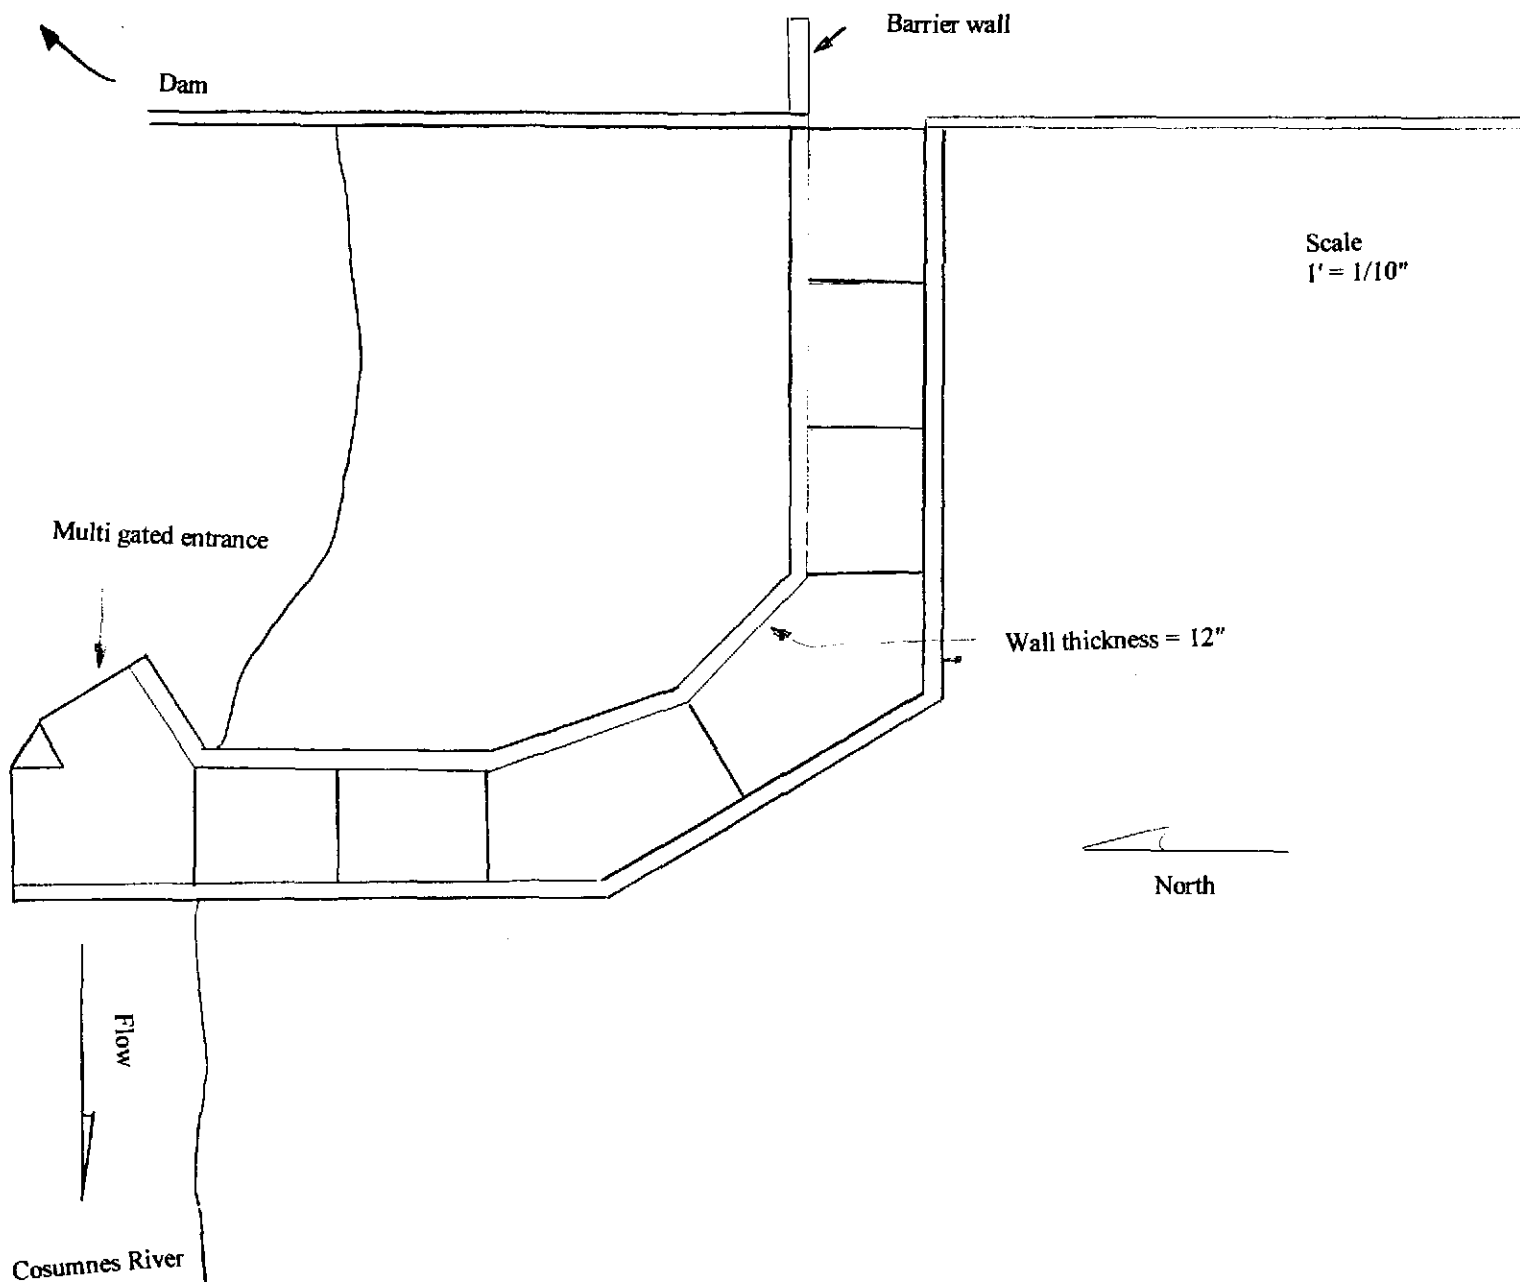 Barrier wall
Dam
Scale
1' = 1/10"
Multi gated entrance
Wall thickness = 12"
North
Flow
Cosumnes River